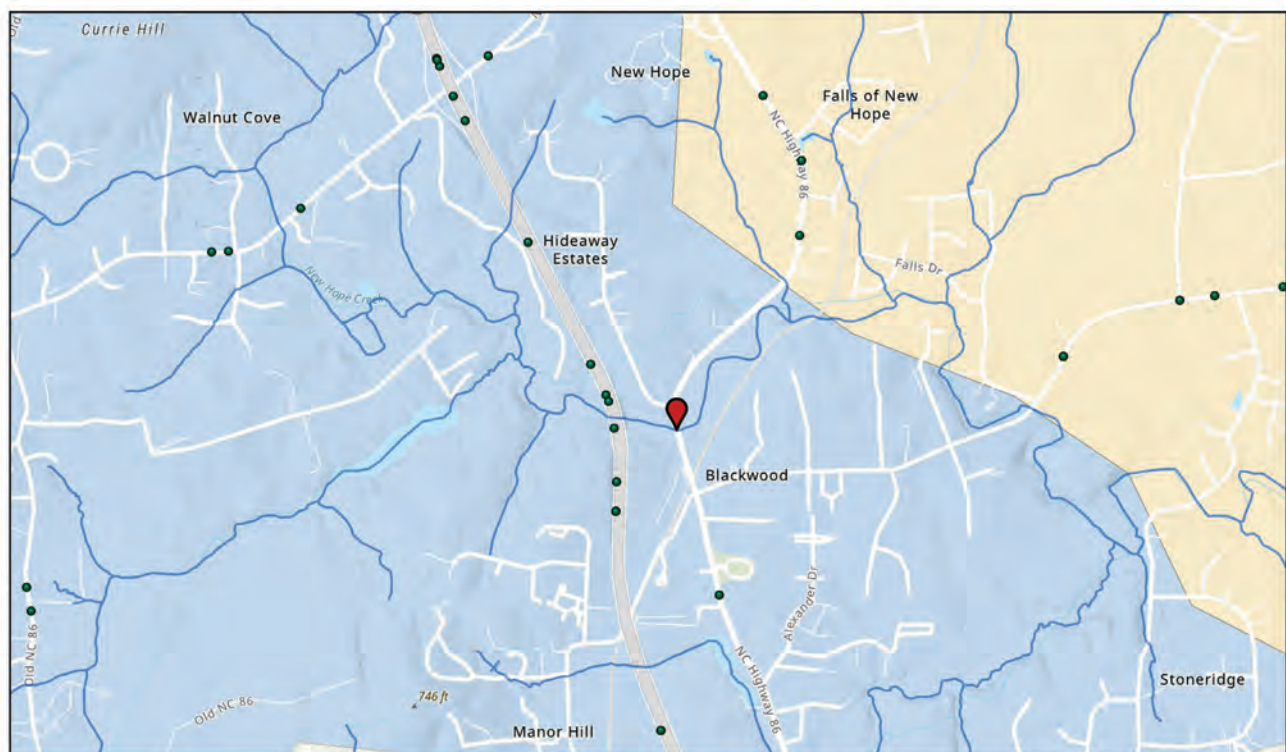 Currie Hill
New Hope
Walnut Cove
Falls of New
Hope
NC Highway 86
Hideaway
Estates
Falls Dr
New Hope Creek
Blackwood
Alexander Dr
Old NC 86
NC Highway 86
Stoneridge
746 ft
Old NC 86
Manor Hill